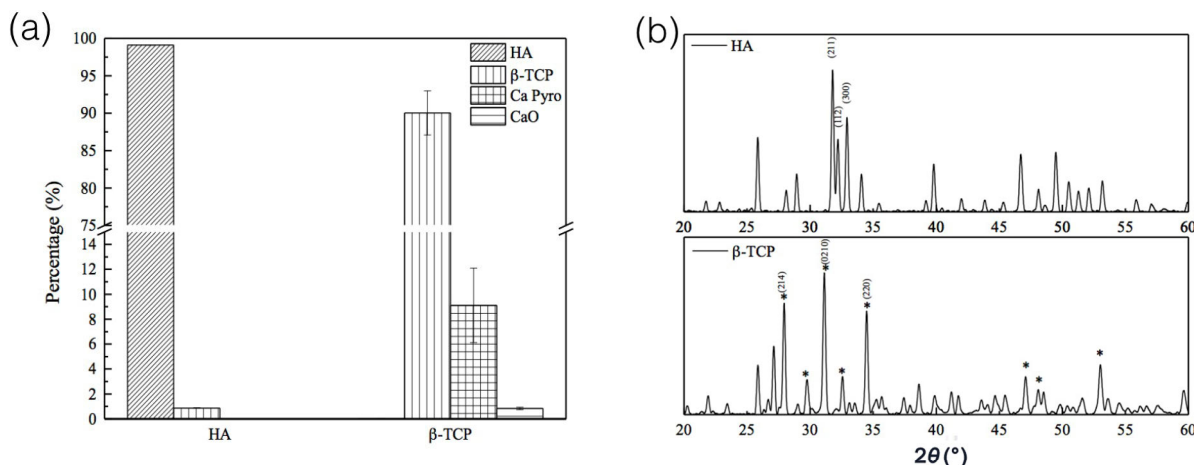 (a)
100
95
90
85
80
75
14
12
10
8
6
4
2
0
Percentage (%)
HA
β-TCP
Ca Pyro
CaO
HA
β-TCP
(b)
HA
(211)
(112)
(300)
20 25 30 35 40 45 50 55 60
β-TCP
*(214)
*(0210)
*(220)
* * * * *
20 25 30 35 40 45 50 55 60
2θ(°)